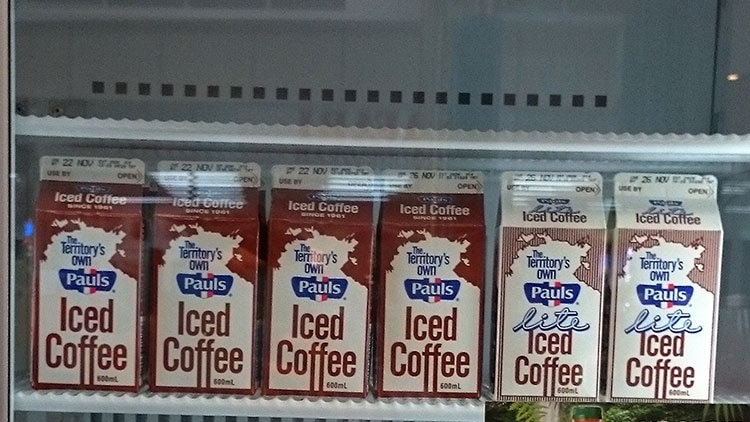 22 NOV
USE BY OPEN
Iced Coffee
SINCE 1961
The
Territory's
own
Pauls
Iced
Coffee
600mL
22 NOV
USE BY OPEN
Iced Coffee
SINCE 1961
The
Territory's
own
Pauls
Iced
Coffee
600mL
22 NOV
USE BY OPEN
Iced Coffee
SINCE 1961
The
Territory's
own
Pauls
Iced
Coffee
600mL
26 NOV
USE BY OPEN
Iced Coffee
SINCE 1961
The
Territory's
own
Pauls
Iced
Coffee
600mL
26 NOV
USE BY OPEN
Iced Coffee
The
Territory's
own
Pauls
lite
Iced
Coffee
600mL
26 NOV
USE BY OPEN
Iced Coffee
The
Territory's
own
Pauls
lite
Iced
Coffee
600mL